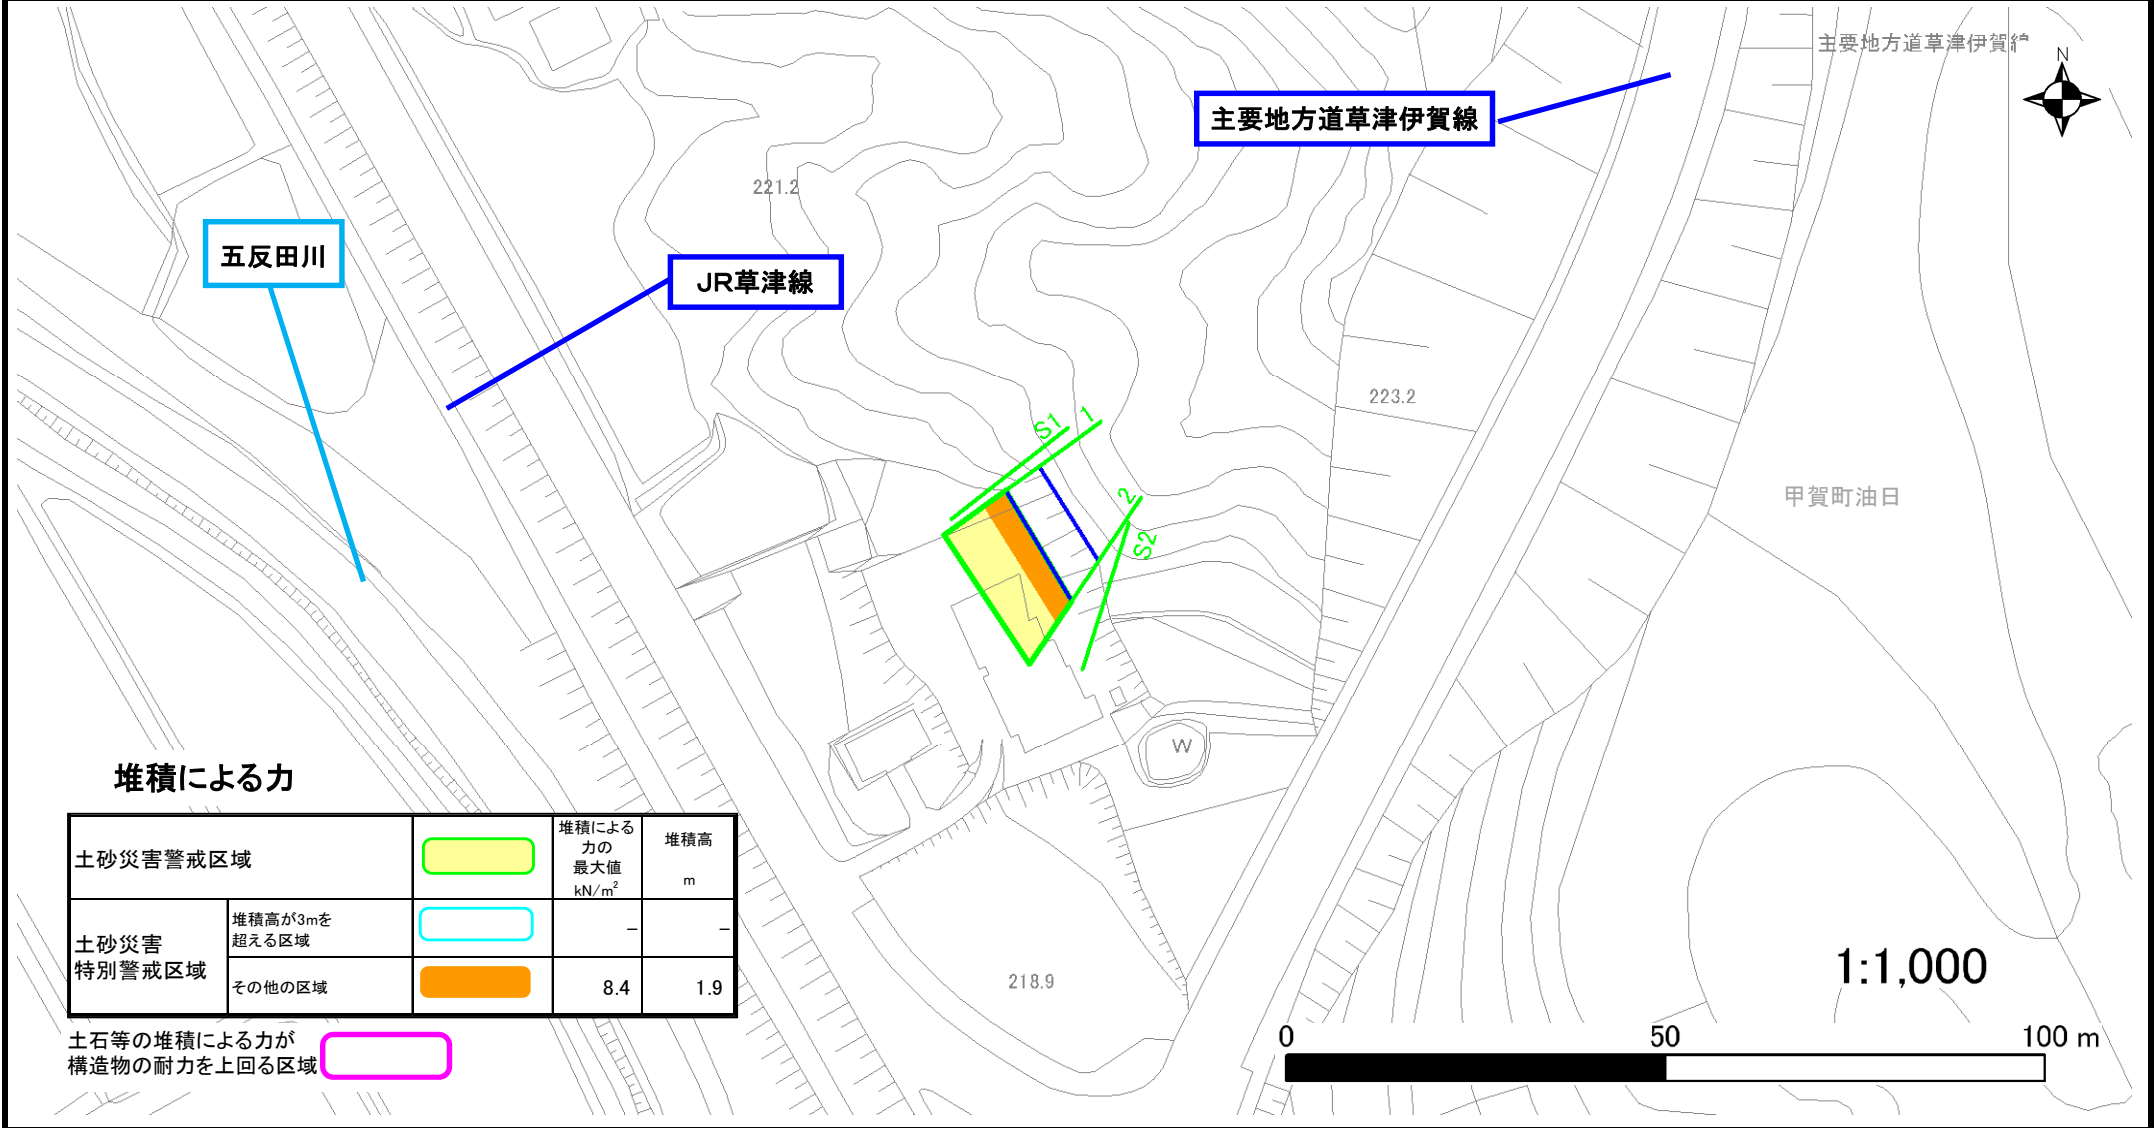 主要地方道草津伊賀線
N
主要地方道草津伊賀線
221.2
五反田川
JR草津線
223.2
S1
1
2
S2
甲賀町油日
W
218.9
堆積による力
土砂災害警戒区域
堆積による
力の
最大値
kN/m²
堆積高
m
土砂災害
特別警戒区域
堆積高が3mを
超える区域
–
–
その他の区域
8.4
1.9
土石等の堆積による力が
構造物の耐力を上回る区域
1:1,000
0
50
100 m